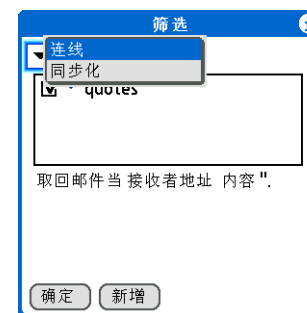 筛选
连线
同步化
quotes
取回邮件当 接收者地址 内容 ".
确定 新增